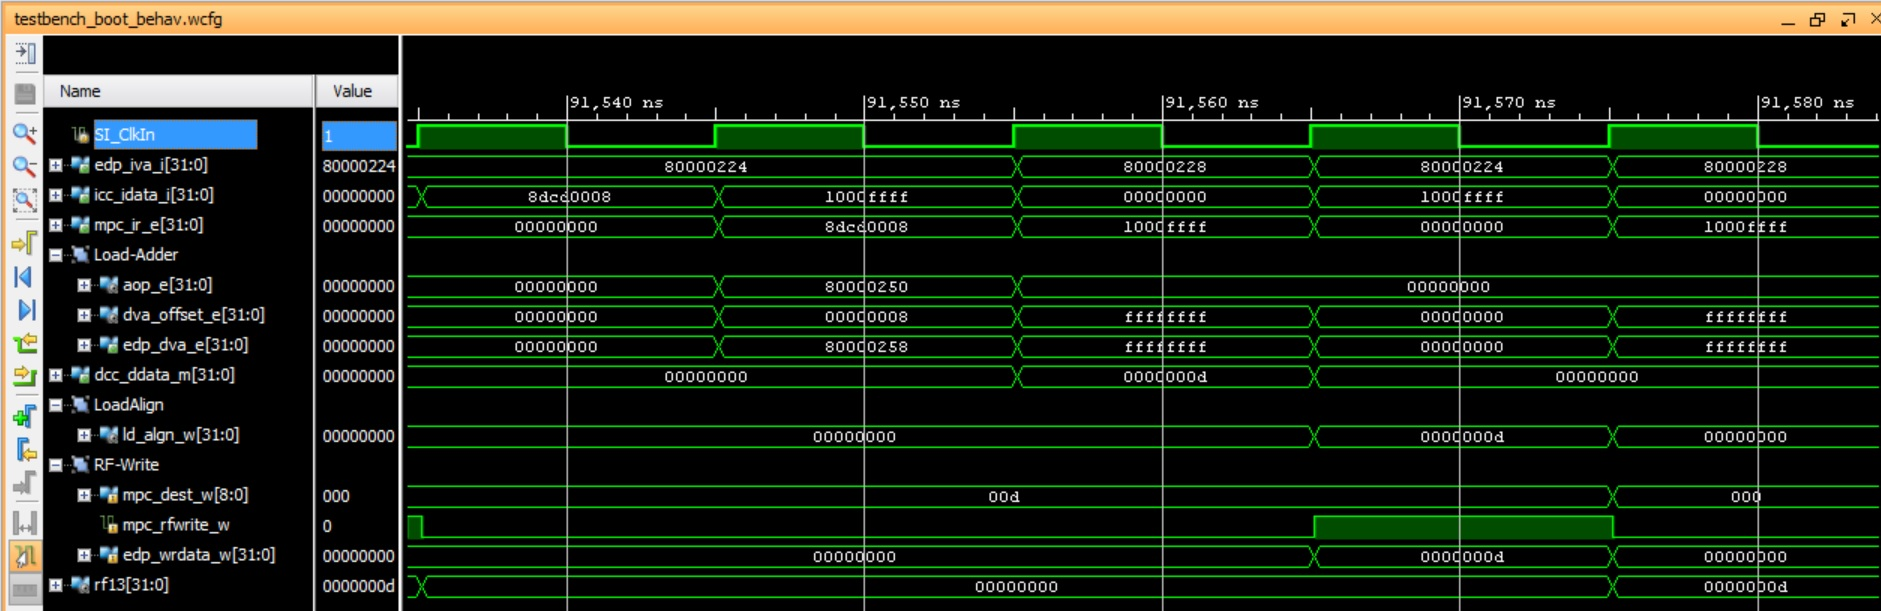 testbench_boot_behav.wcfg
Name Value 91,540 ns 91,550 ns 91,560 ns 91,570 ns 91,580 ns
SI_ClkIn 1
edp_iva_i[31:0] 80000224 80000224 80000228 80000224 80000228
icc_idata_i[31:0] 00000000 8dcd0008 1000ffff 00000000 1000ffff 00000000
mpc_ir_e[31:0] 00000000 00000000 8dcd0008 1000ffff 00000000 1000ffff
Load-Adder
aop_e[31:0] 00000000 00000000 80000250 00000000
dva_offset_e[31:0] 00000000 00000000 00000008 ffffffff 00000000 ffffffff
edp_dva_e[31:0] 00000000 00000000 80000258 ffffffff 00000000 ffffffff
dcc_ddata_m[31:0] 00000000 00000000 0000000d 00000000
LoadAlign
ld_algn_w[31:0] 00000000 00000000 0000000d 00000000
RF-Write
mpc_dest_w[8:0] 000 00d 000
mpc_rfwrite_w 0
edp_wrdata_w[31:0] 00000000 00000000 0000000d 00000000
rf13[31:0] 0000000d 00000000 0000000d